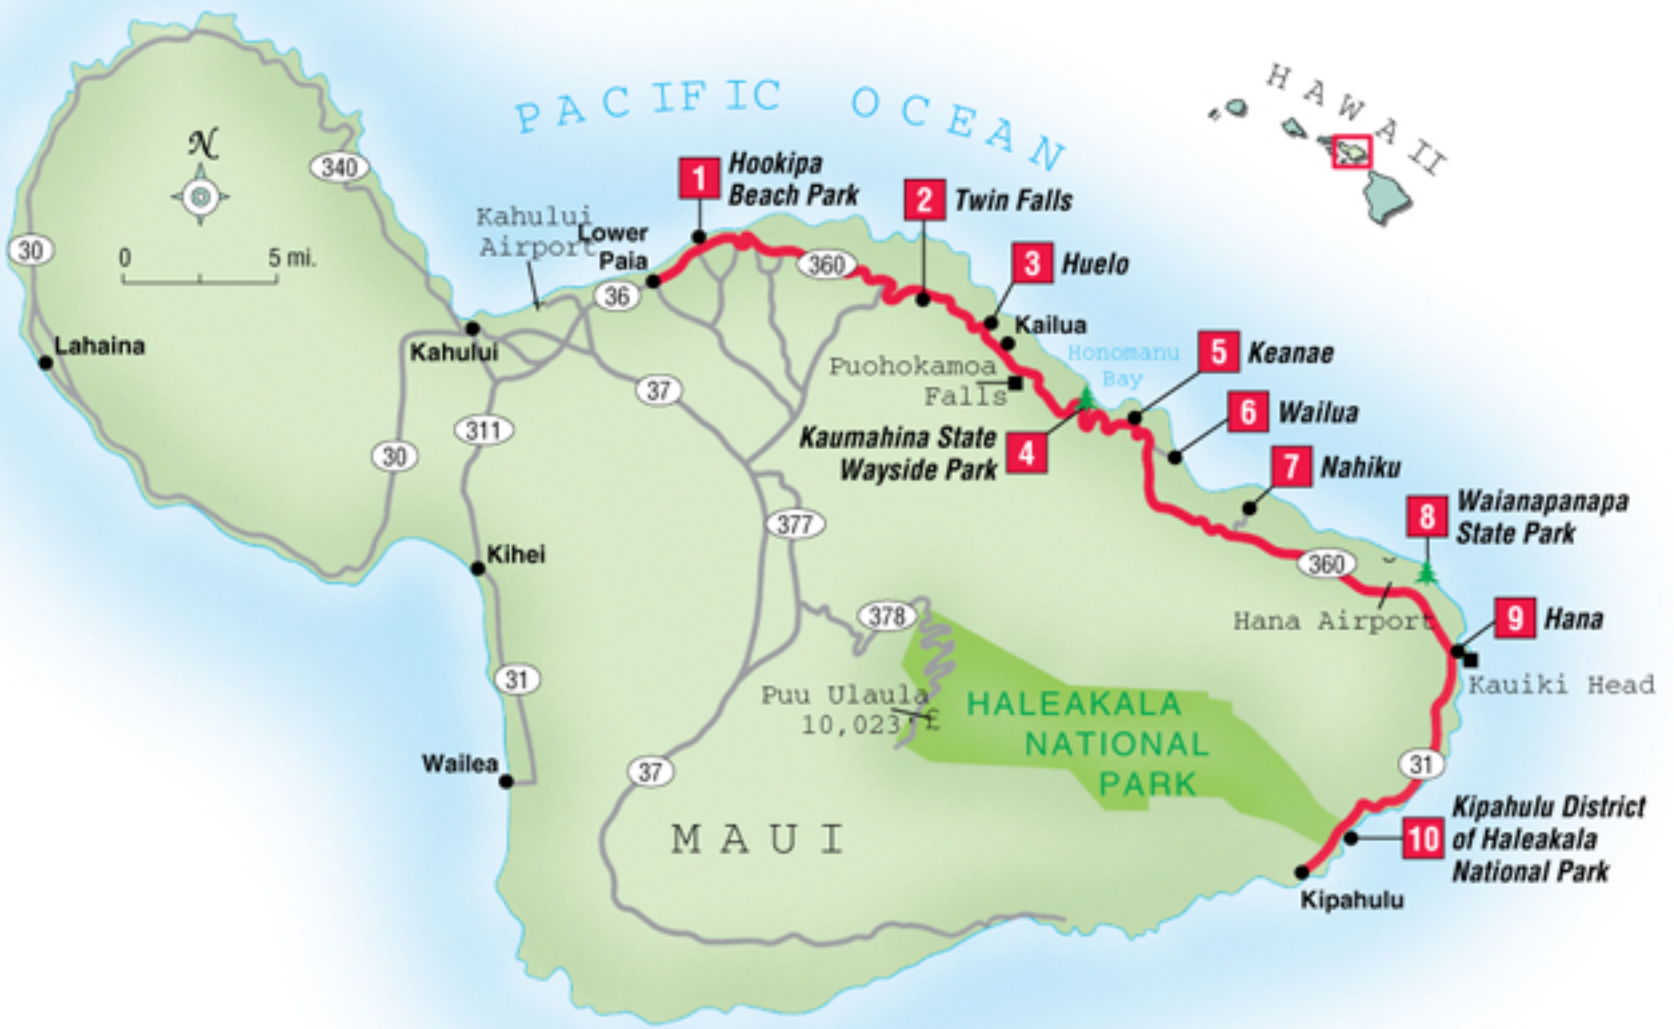 PACIFIC OCEAN
HAWAII
N
0 5 mi.
340
30
Lahaina
Kahului
Airport
Lower
Paia
36
Kahului
1
Hookipa
Beach Park
360
2
Twin Falls
3
Huelo
Kailua
Honomanu
Bay
Puohokamoa
Falls
Kaumahina State
Wayside Park
4
5
Keanae
6
Wailua
7
Nahiku
8
Waianapanapa
State Park
360
Hana Airport
9
Hana
Kauiki Head
37
311
30
377
Kihei
378
31
Puu Ulaula
10,023'
HALEAKALA
NATIONAL
PARK
Wailea
37
MAUI
31
10
Kipahulu District
of Haleakala
National Park
Kipahulu